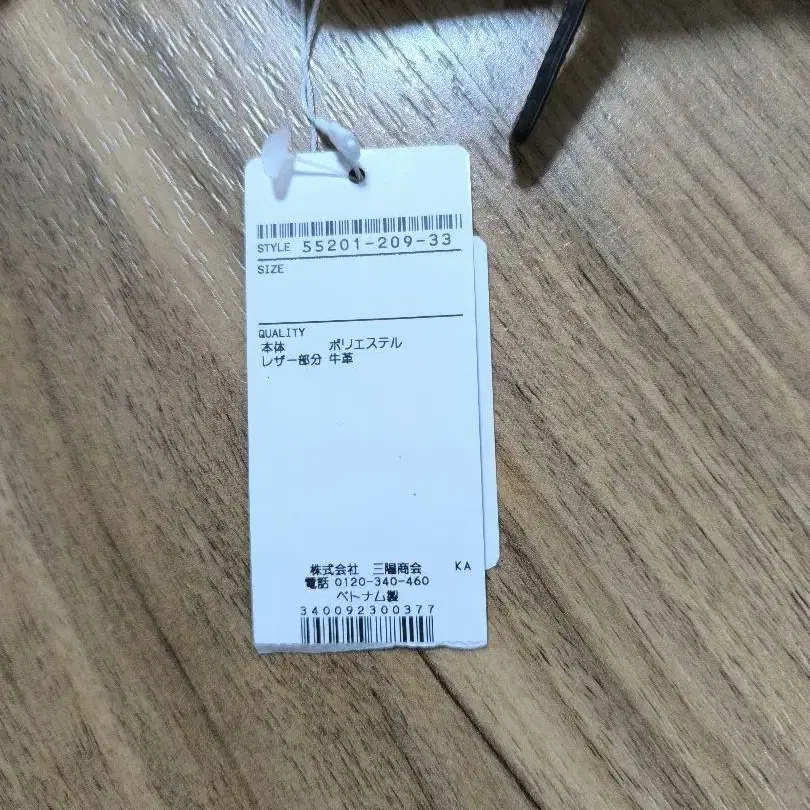 STYLE 55201-209-33
SIZE
QUALITY
本体 ポリエステル
レザー部分 牛革
株式会社 三陽商会 KA
電話 0120-340-460
ベトナム製
340092300377